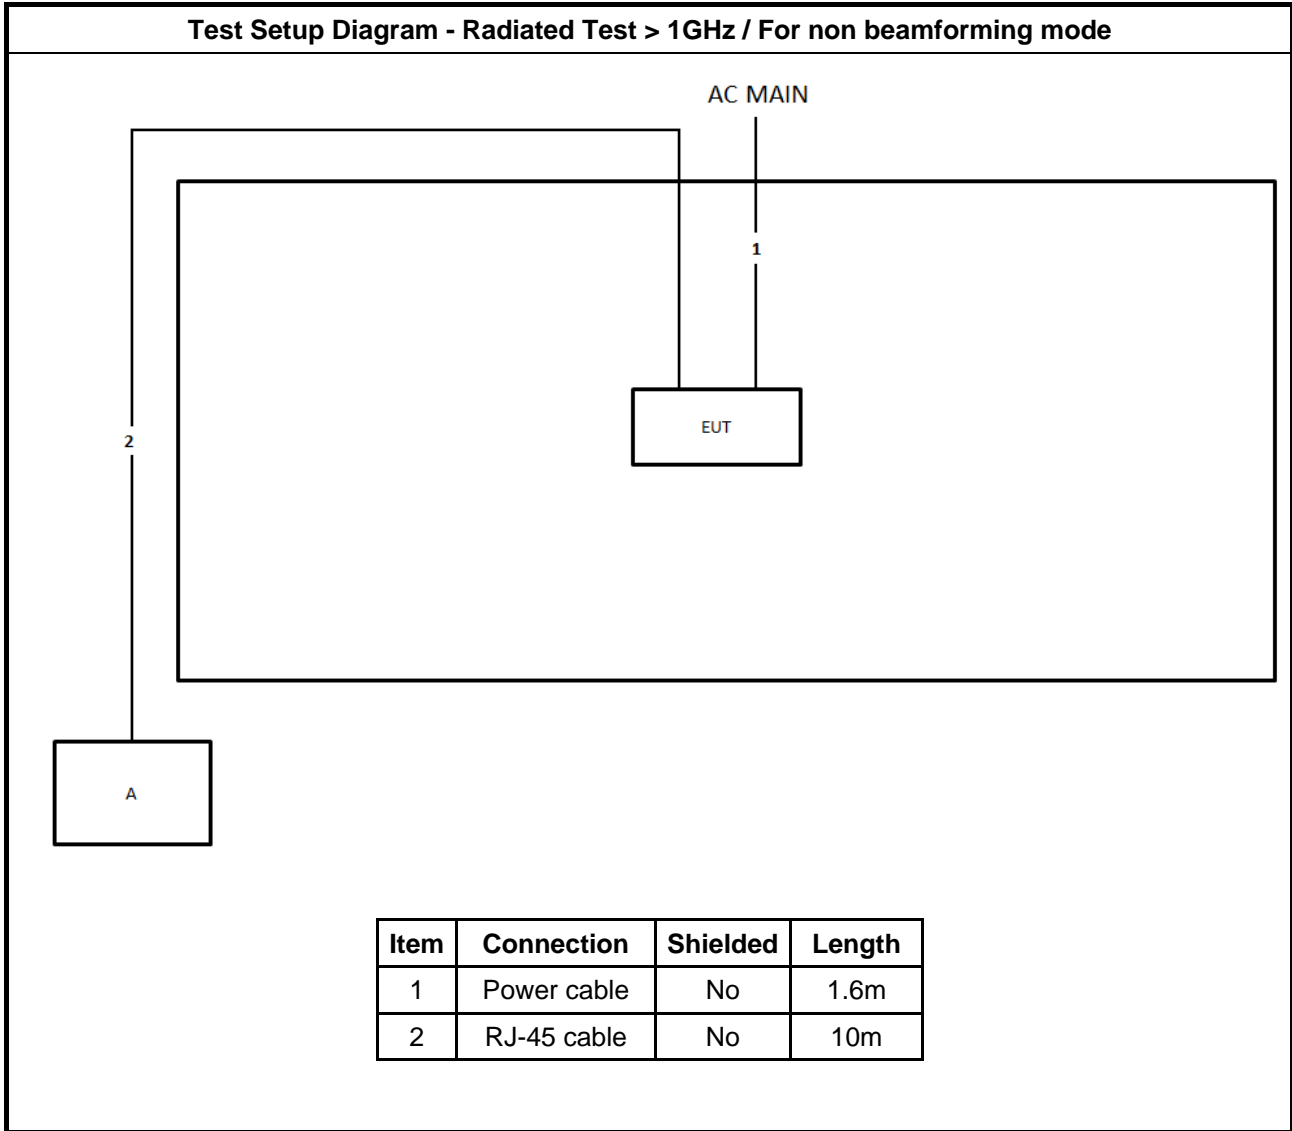 Test Setup Diagram - Radiated Test > 1GHz / For non beamforming mode
AC MAIN
1
EUT
2
A
Item Connection Shielded Length
1 Power cable No 1.6m
2 RJ-45 cable No 10m